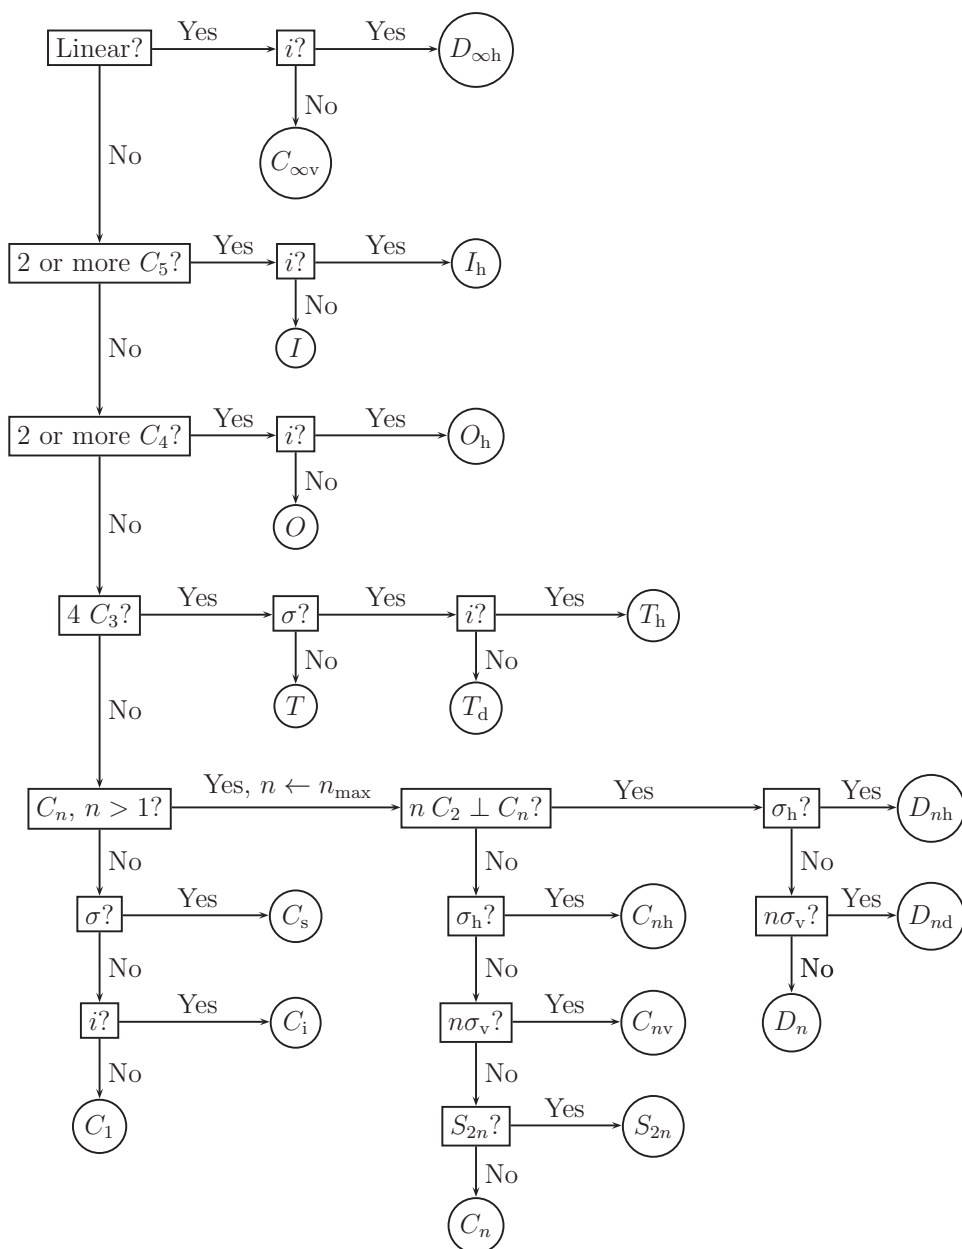 Linear? Yes i? Yes D∞h
No
C∞v
No
2 or more C5? Yes i? Yes Ih
No
I
No
2 or more C4? Yes i? Yes Oh
No
O
No
4 C3? Yes σ? Yes i? Yes Th
No No
T Td
No
Cn, n > 1? Yes, n ← nmax n C2 ⊥ Cn? Yes σh? Yes Dnh
No No No
σ? Yes Cs σh? Yes Cnh nσv? Yes Dnd
No No No
i? Yes Ci nσv? Yes Cnv Dn
No No
C1 S2n? Yes S2n
No
Cn